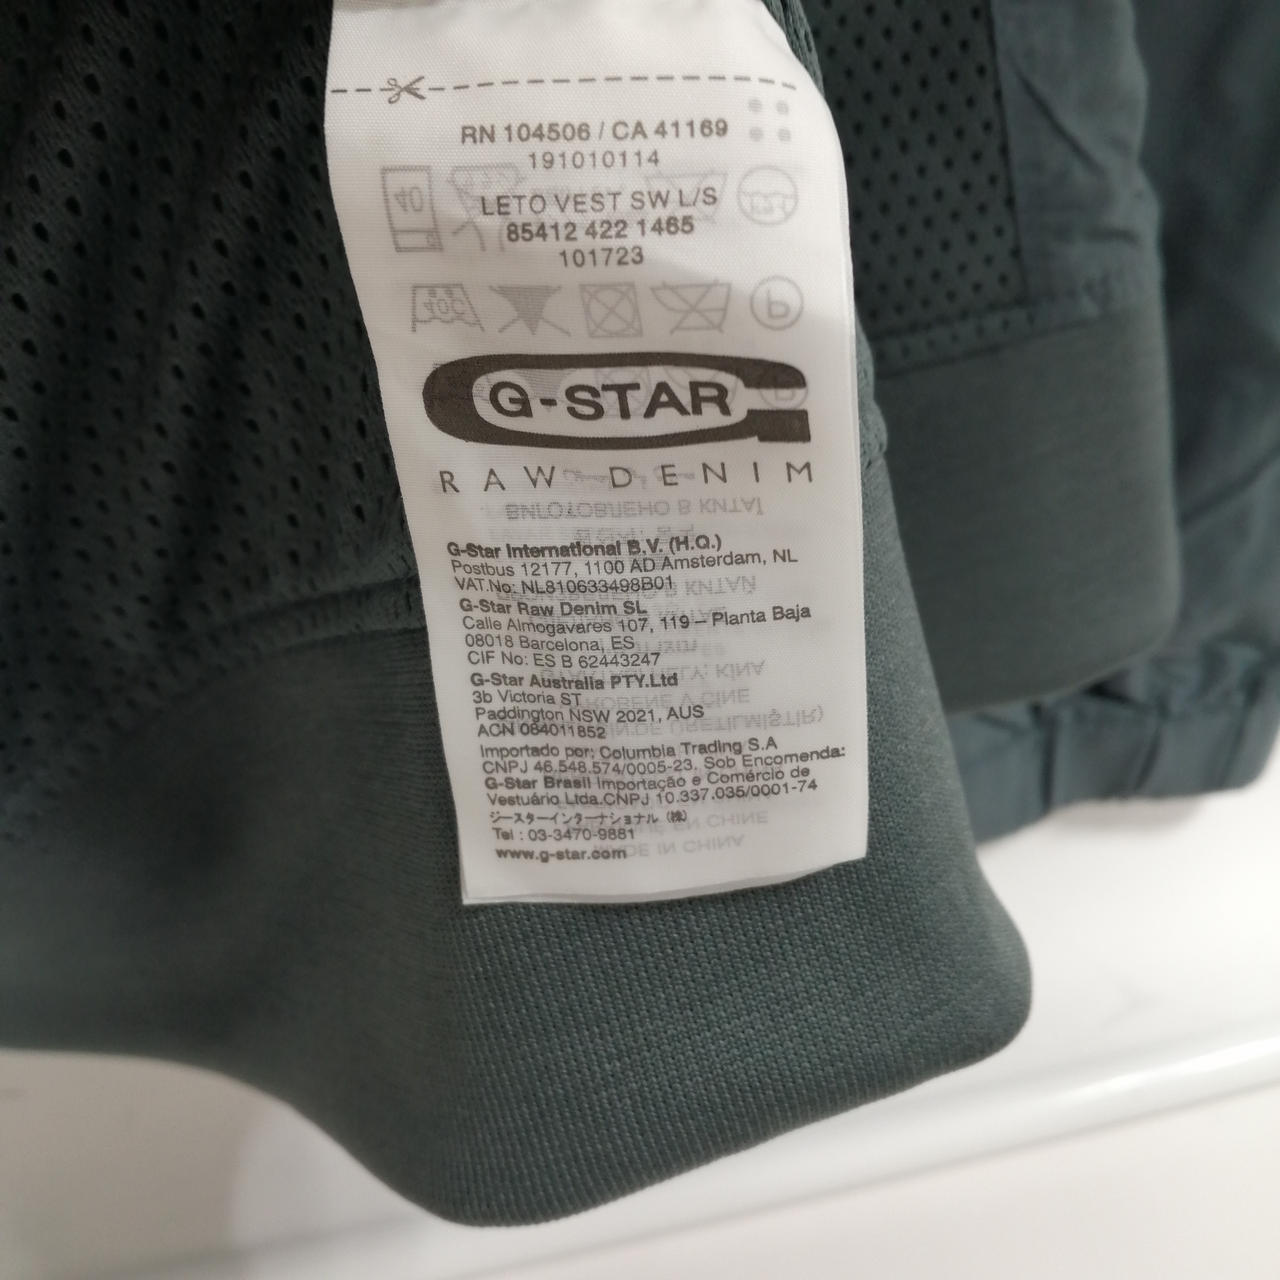 RN 104506 / CA 41169
191010114
LETO VEST SW L/S
85412 422 1465
101723
G-STAR
RAW DENIM
G-Star International B.V. (H.Q.)
Postbus 12177, 1100 AD Amsterdam, NL
VAT.No: NL810633498B01
G-Star Raw Denim SL
Calle Almogavares 107, 119 – Planta Baja
08018 Barcelona, ES
CIF No: ES B 62443247
G-Star Australia PTY.Ltd
3b Victoria ST
Paddington NSW 2021, AUS
ACN 084011852
Importado por: Columbia Trading S.A
CNPJ 46.548.574/0005-23. Sob Encomenda:
G-Star Brasil Importação e Comércio de
Vestuário Ltda.CNPJ 10.337.035/0001-74
ジースターインターナショナル (株)
Tel : 03-3470-9881
www.g-star.com